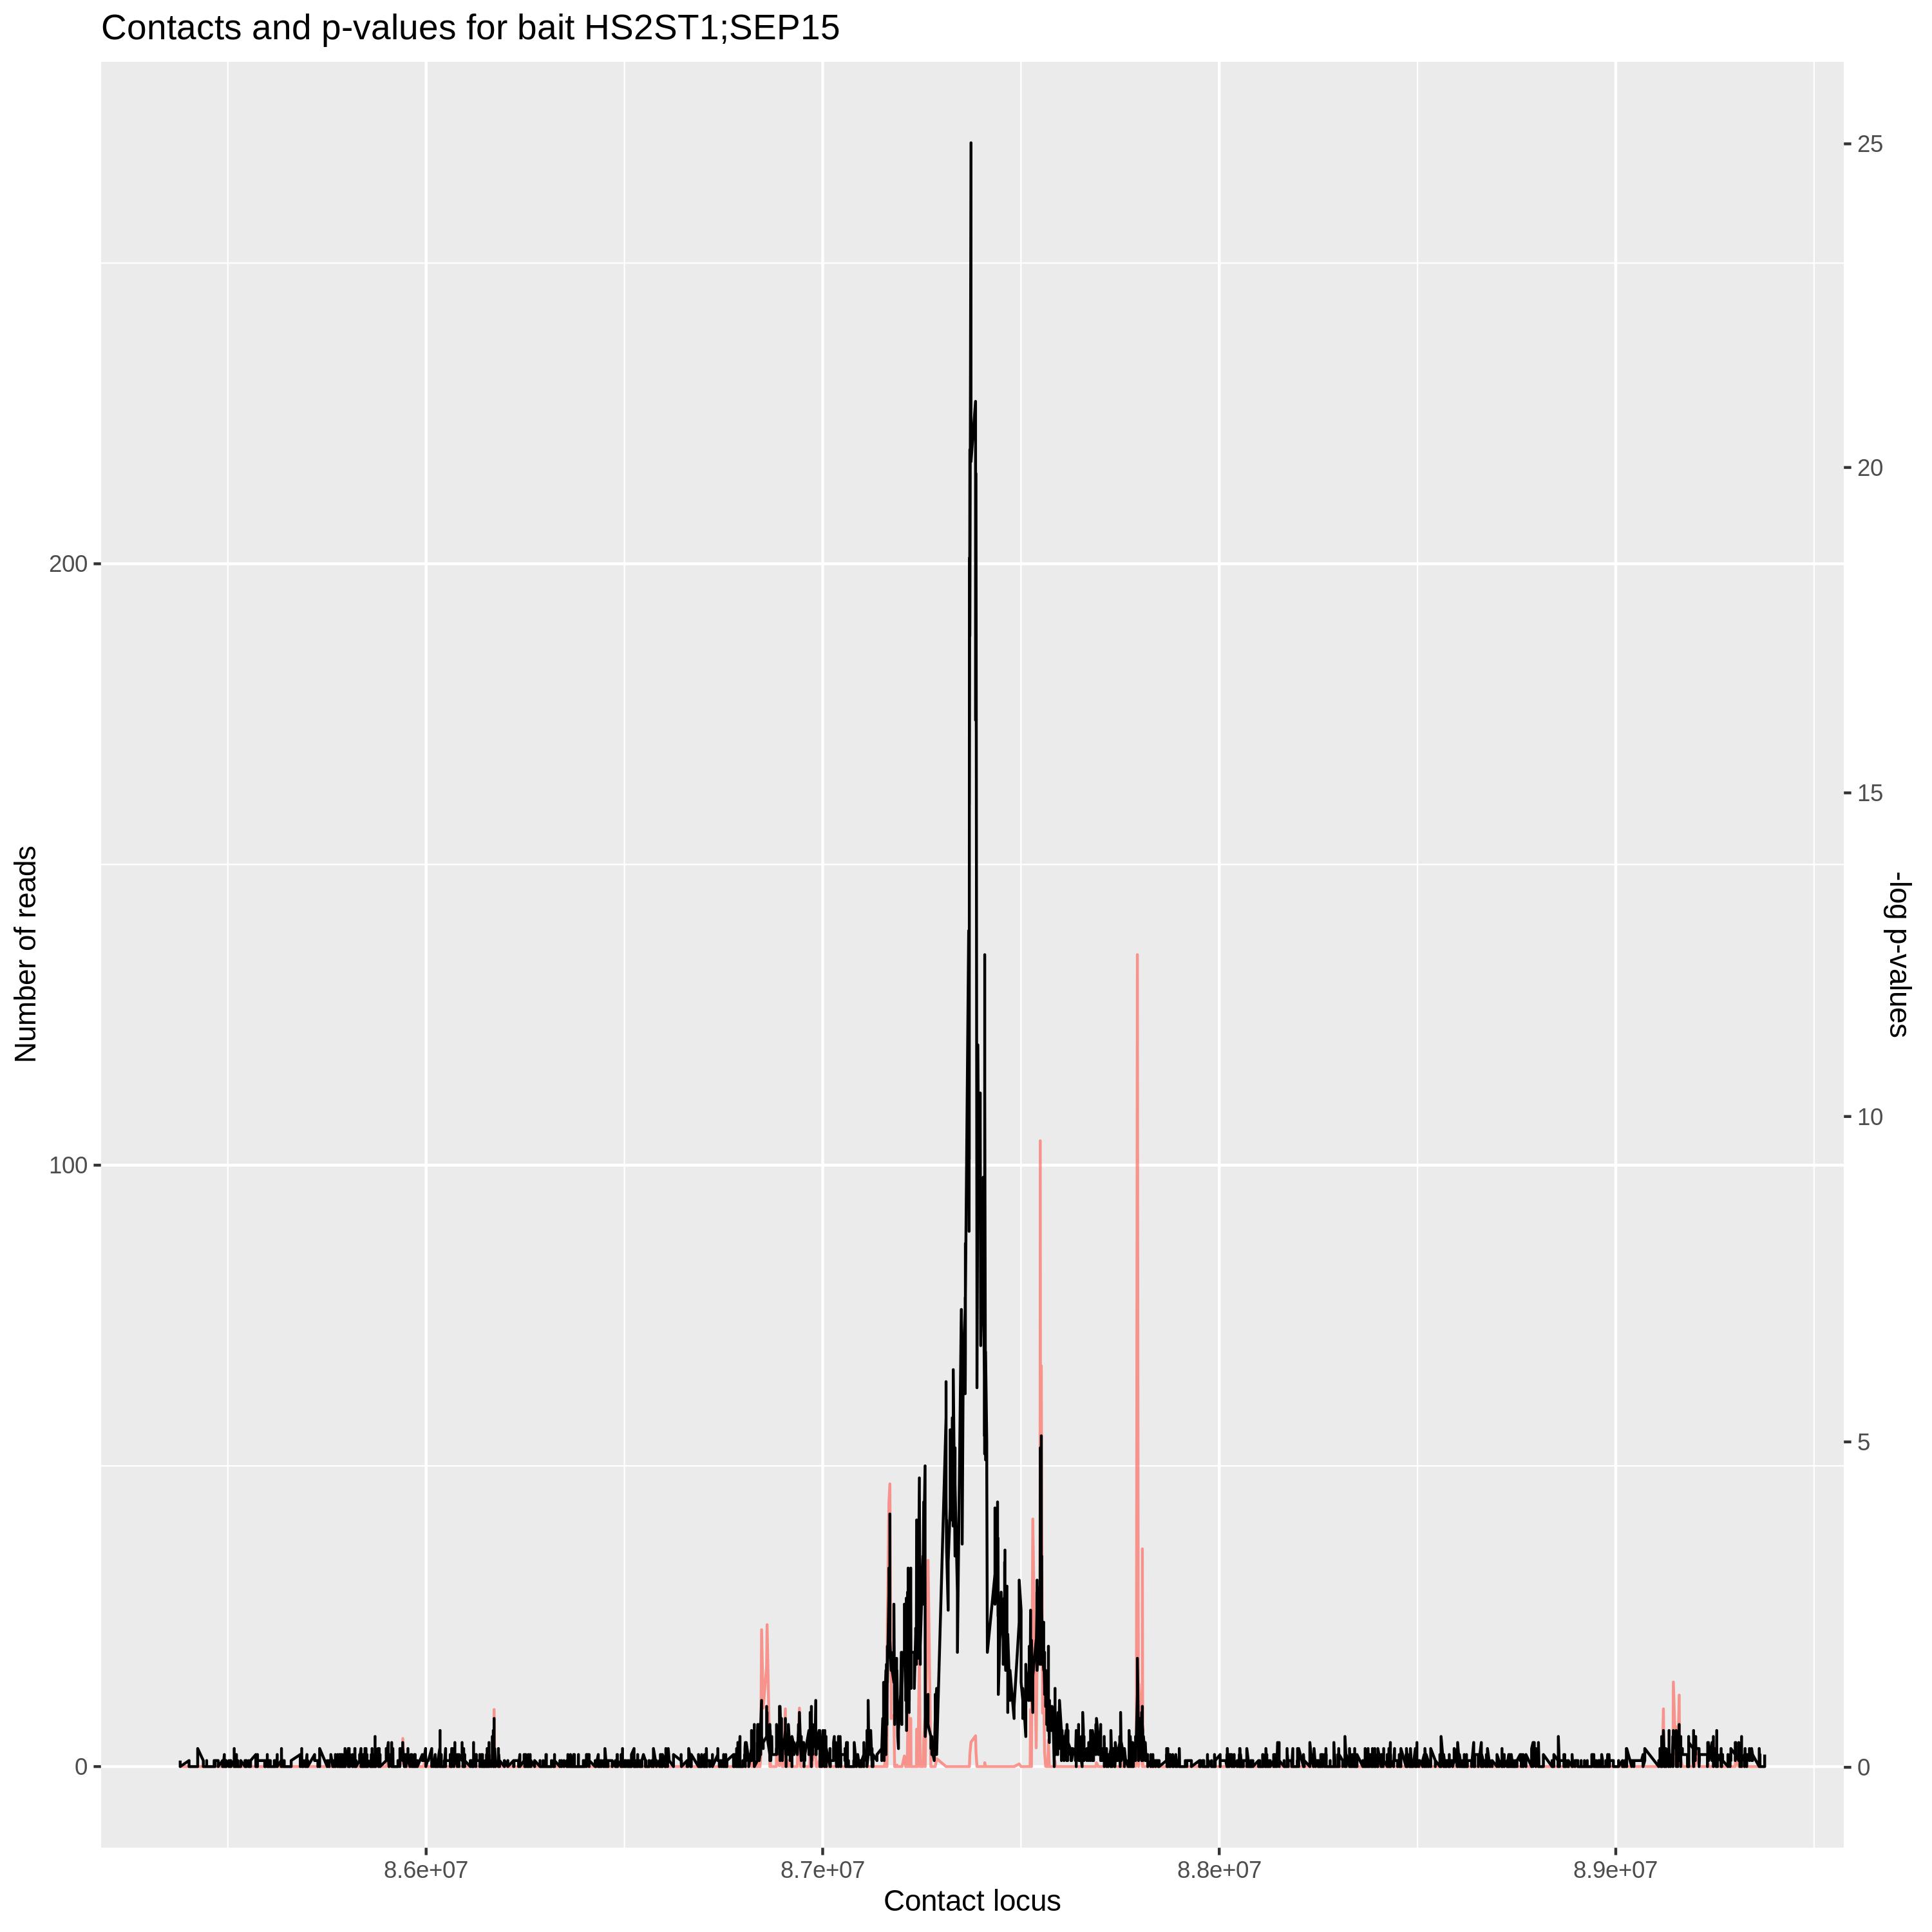 Contacts and p-values for bait HS2ST1;SEP15
25
20
200
15
Number of reads
-log p-values
10
100
5
0
0
8.6e+07
8.7e+07
8.8e+07
8.9e+07
Contact locus